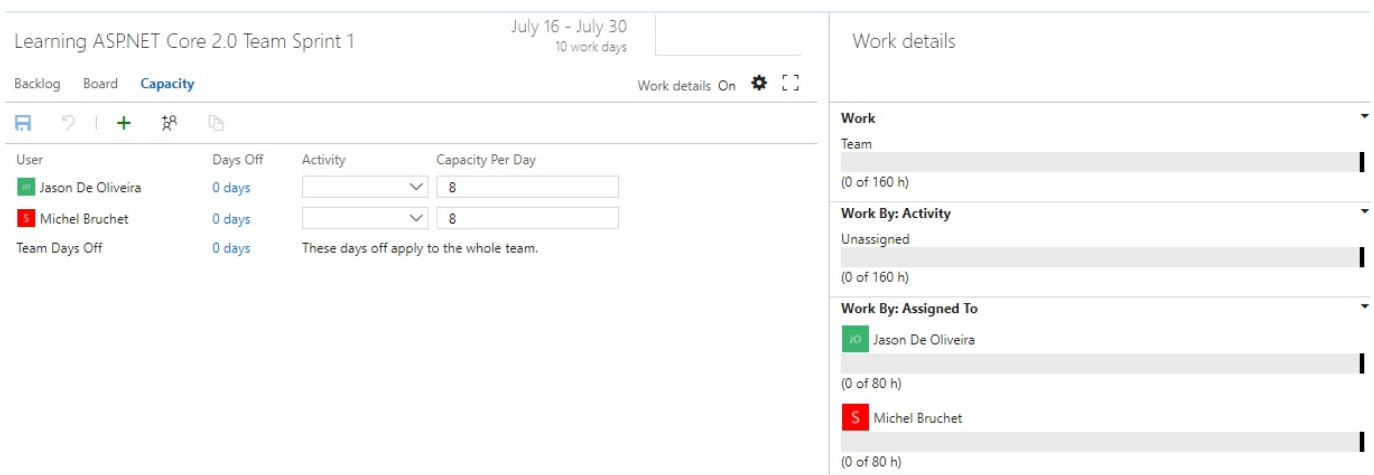 Learning ASP.NET Core 2.0 Team Sprint 1
July 16 - July 30
10 work days
Backlog Board Capacity
Work details On
User Days Off Activity Capacity Per Day
JO Jason De Oliveira 0 days 8
S Michel Bruchet 0 days 8
Team Days Off 0 days These days off apply to the whole team.
Work details
Work
Team
(0 of 160 h)
Work By: Activity
Unassigned
(0 of 160 h)
Work By: Assigned To
JO Jason De Oliveira
(0 of 80 h)
S Michel Bruchet
(0 of 80 h)